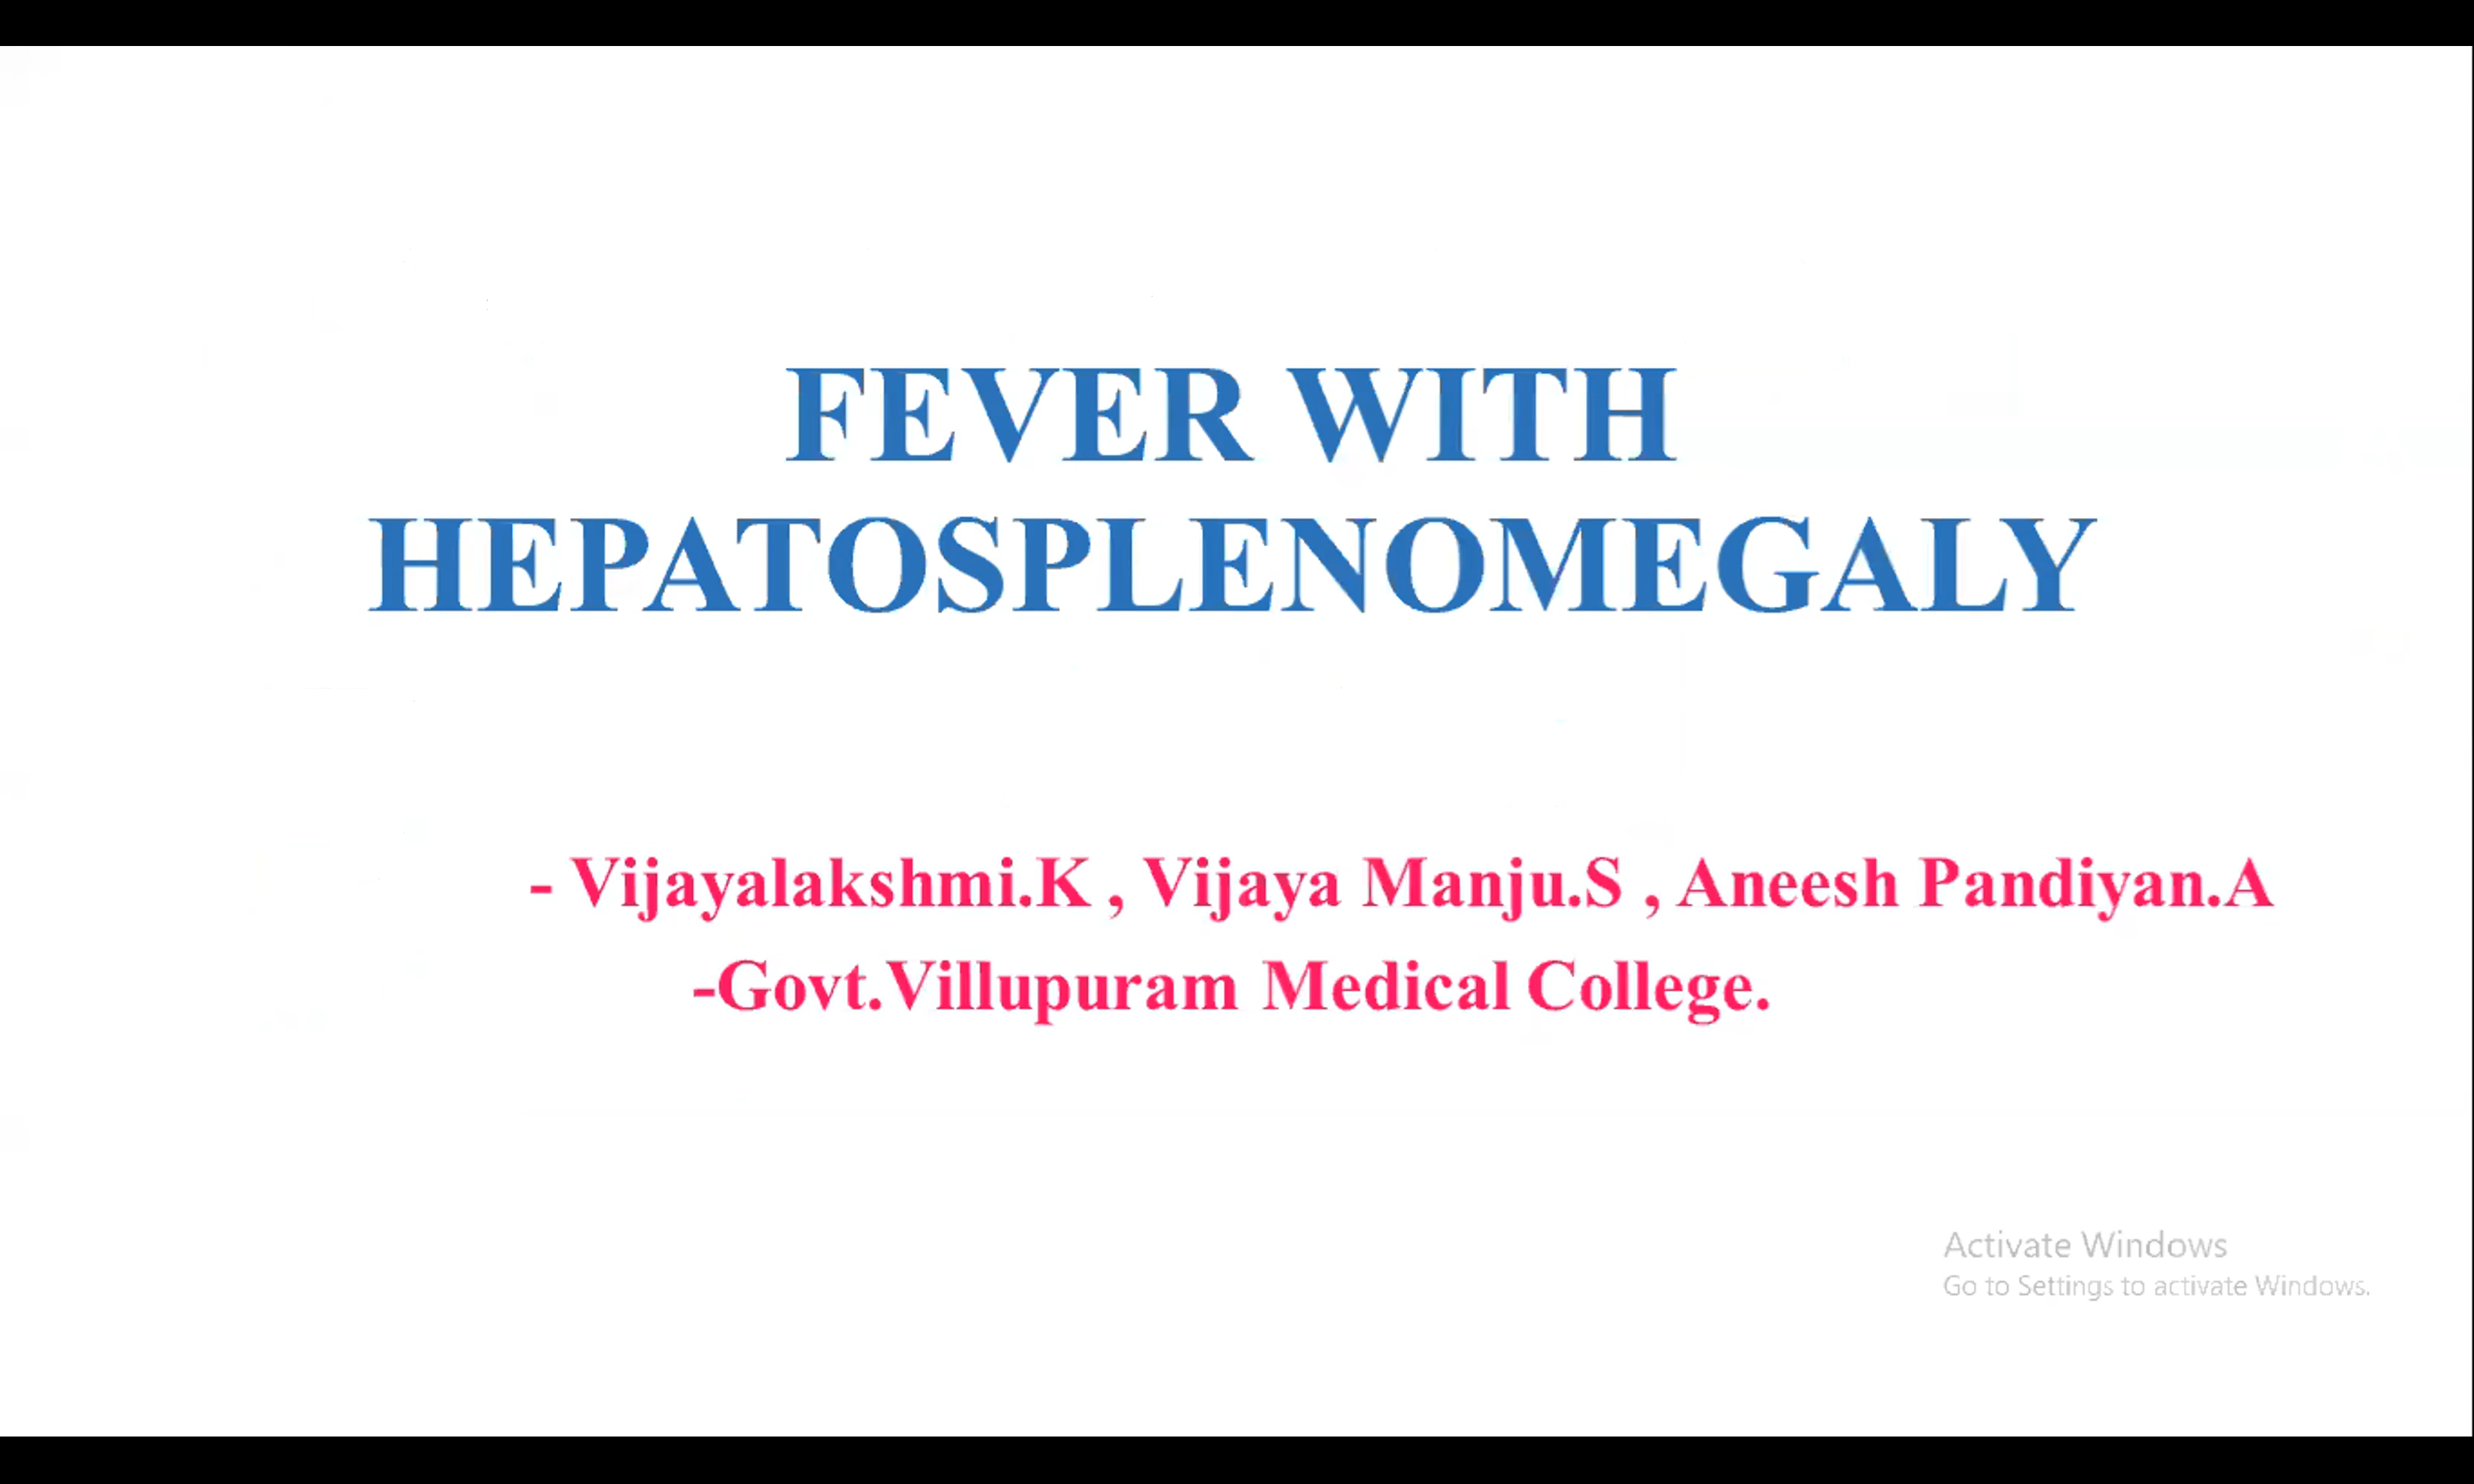 FEVER WITH
HEPATOSPLENOMEGALY
- Vijayalakshmi.K , Vijaya Manju.S , Aneesh Pandiyan.A
-Govt.Villupuram Medical College.
Activate Windows
Go to Settings to activate Windows.